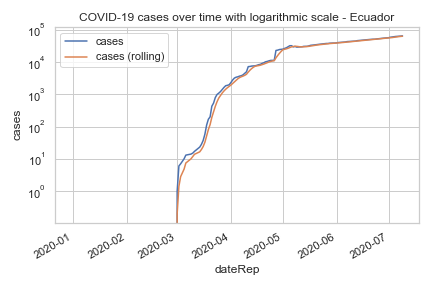 COVID-19 cases over time with logarithmic scale - Ecuador
cases
cases (rolling)
10^5
10^4
10^3
10^2
10^1
10^0
cases
2020-01
2020-02
2020-03
2020-04
2020-05
2020-06
2020-07
dateRep